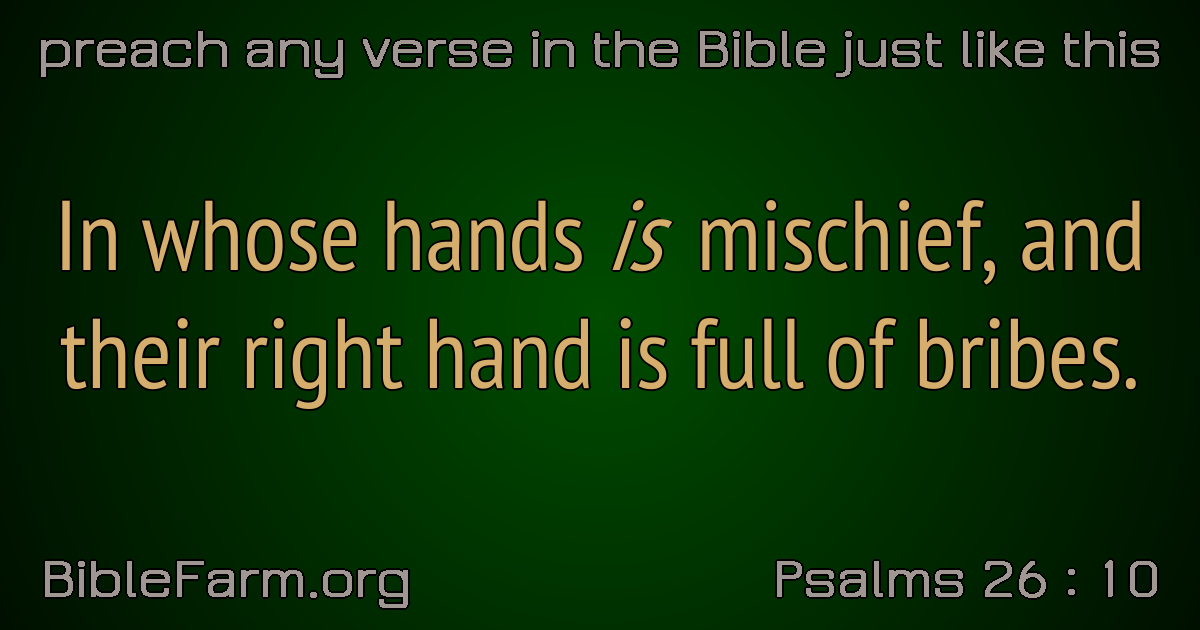 preach any verse in the Bible just like this
In whose hands is mischief, and
their right hand is full of bribes.
BibleFarm.org
Psalms 26 : 10